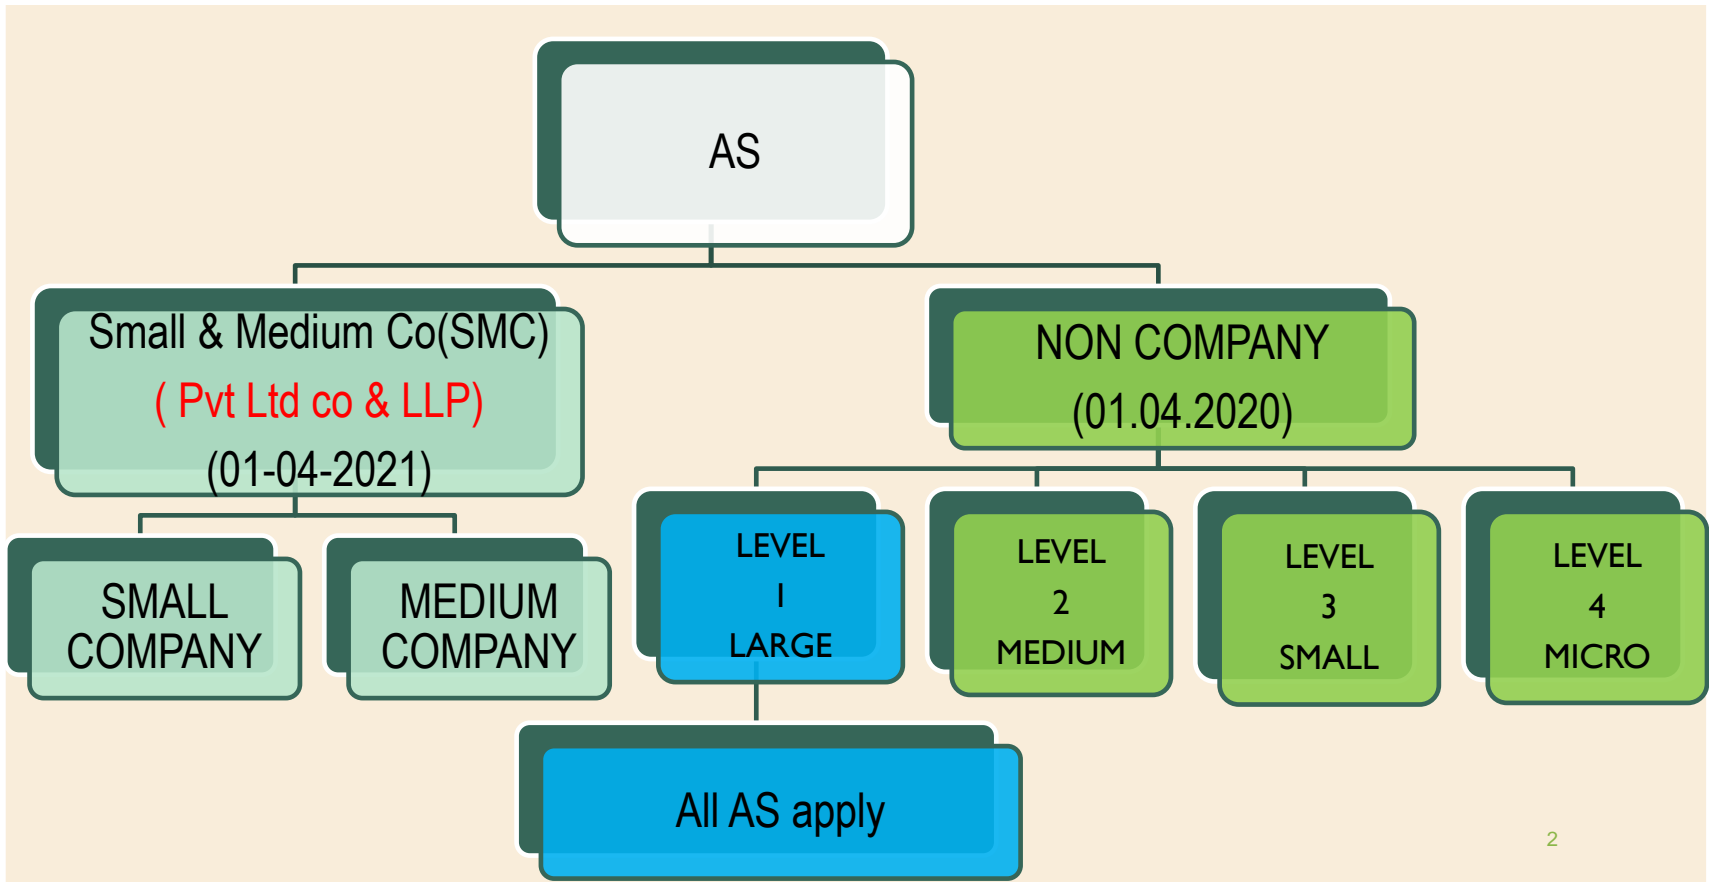 AS
Small & Medium Co(SMC)
( Pvt Ltd co & LLP)
(01-04-2021)
NON COMPANY
(01.04.2020)
SMALL
COMPANY
MEDIUM
COMPANY
LEVEL
1
LARGE
LEVEL
2
MEDIUM
LEVEL
3
SMALL
LEVEL
4
MICRO
All AS apply
2